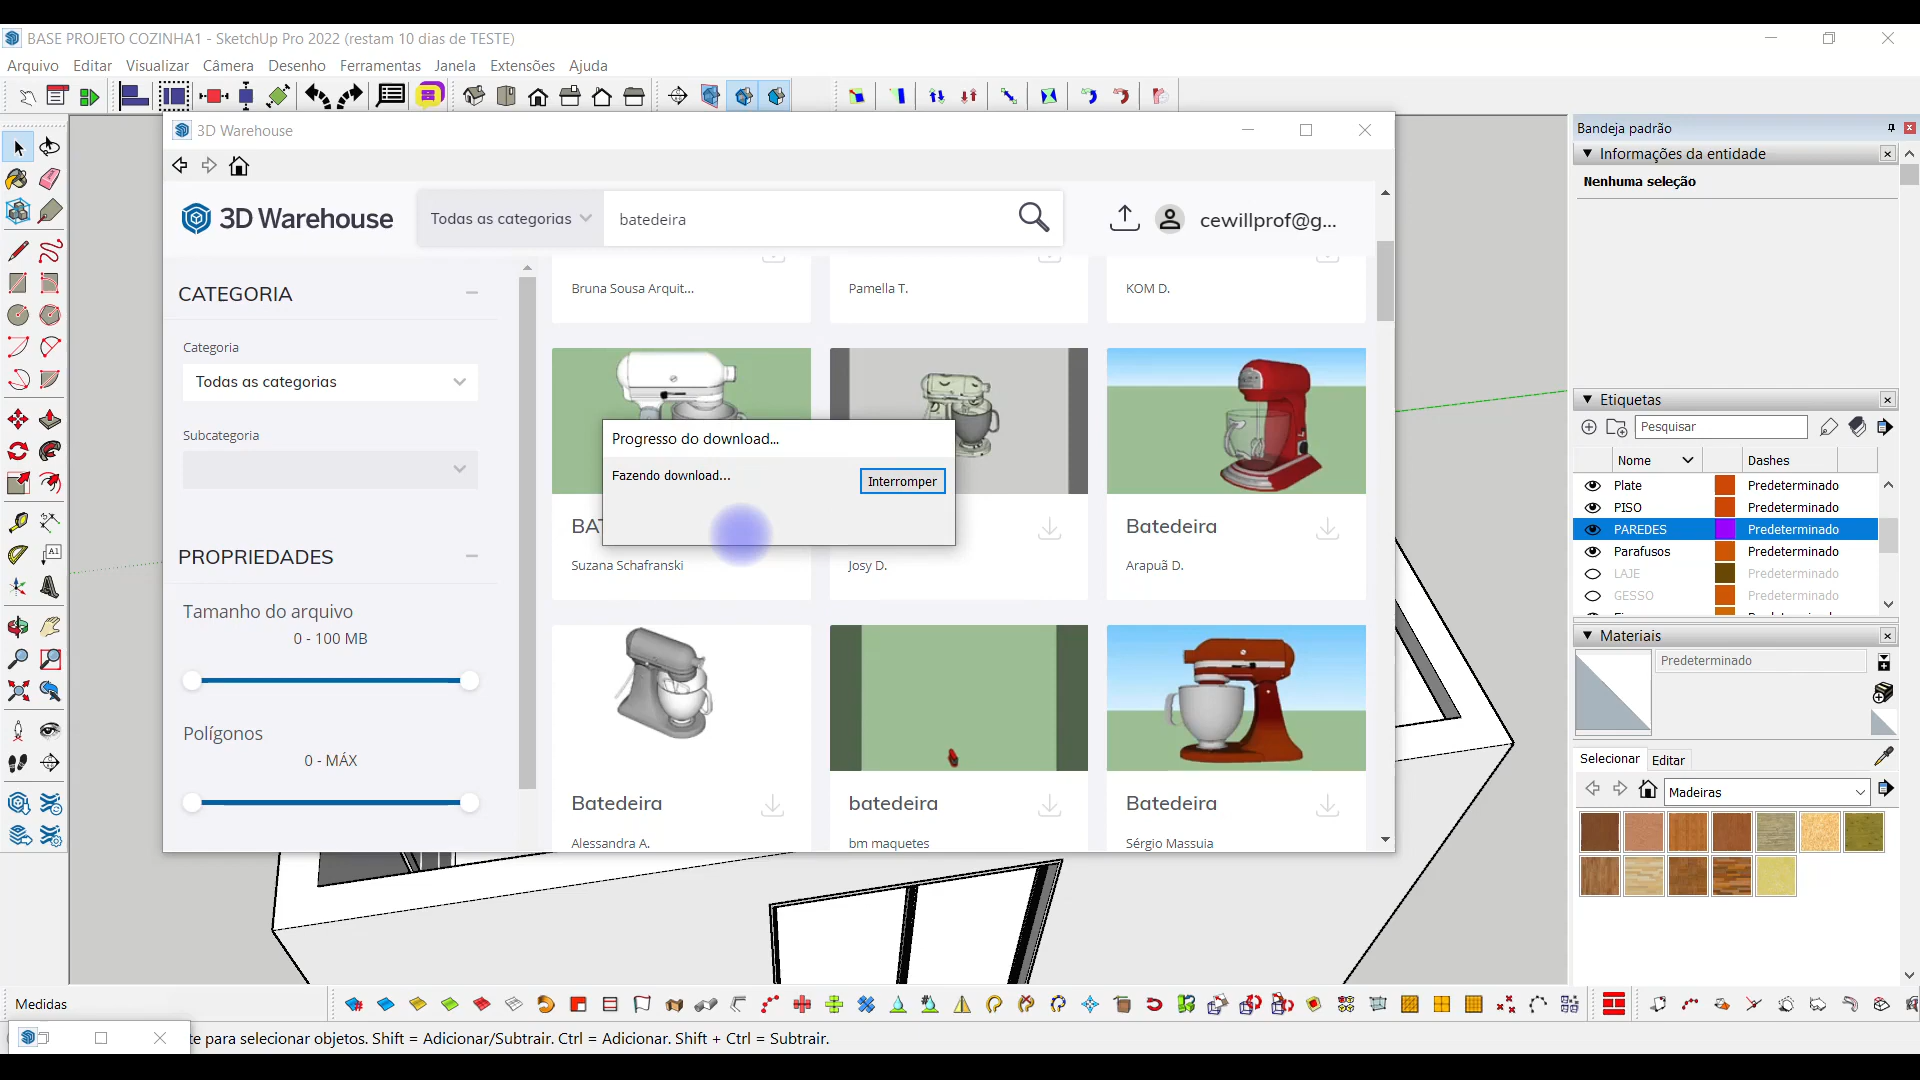 BASE PROJETO COZINHA1 - SketchUp Pro 2022 (restam 10 dias de TESTE)
Arquivo Editar Visualizar Câmera Desenho Ferramentas Janela Extensões Ajuda
3D Warehouse
3D Warehouse
Todas as categorias
batedeira
cewillprof@g...
CATEGORIA
Categoria
Todas as categorias
Subcategoria
PROPRIEDADES
Tamanho do arquivo
0 - 100 MB
Polígonos
0 - MÁX
Bruna Sousa Arquit...
Pamella T.
KOM D.
Progresso do download...
Fazendo download...
Interromper
BAT
Batedeira
Suzana Schafranski
Josy D.
Arapuã D.
Batedeira
batedeira
Batedeira
Alessandra A.
bm maquetes
Sérgio Massuia
Bandeja padrão
Informações da entidade
Nenhuma seleção
Etiquetas
Pesquisar
Nome Dashes
Plate Predeterminado
PISO Predeterminado
PAREDES Predeterminado
Parafusos Predeterminado
LAJE Predeterminado
GESSO Predeterminado
Materiais
Predeterminado
Selecionar Editar
Madeiras
A1
Medidas
te para selecionar objetos. Shift = Adicionar/Subtrair. Ctrl = Adicionar. Shift + Ctrl = Subtrair.